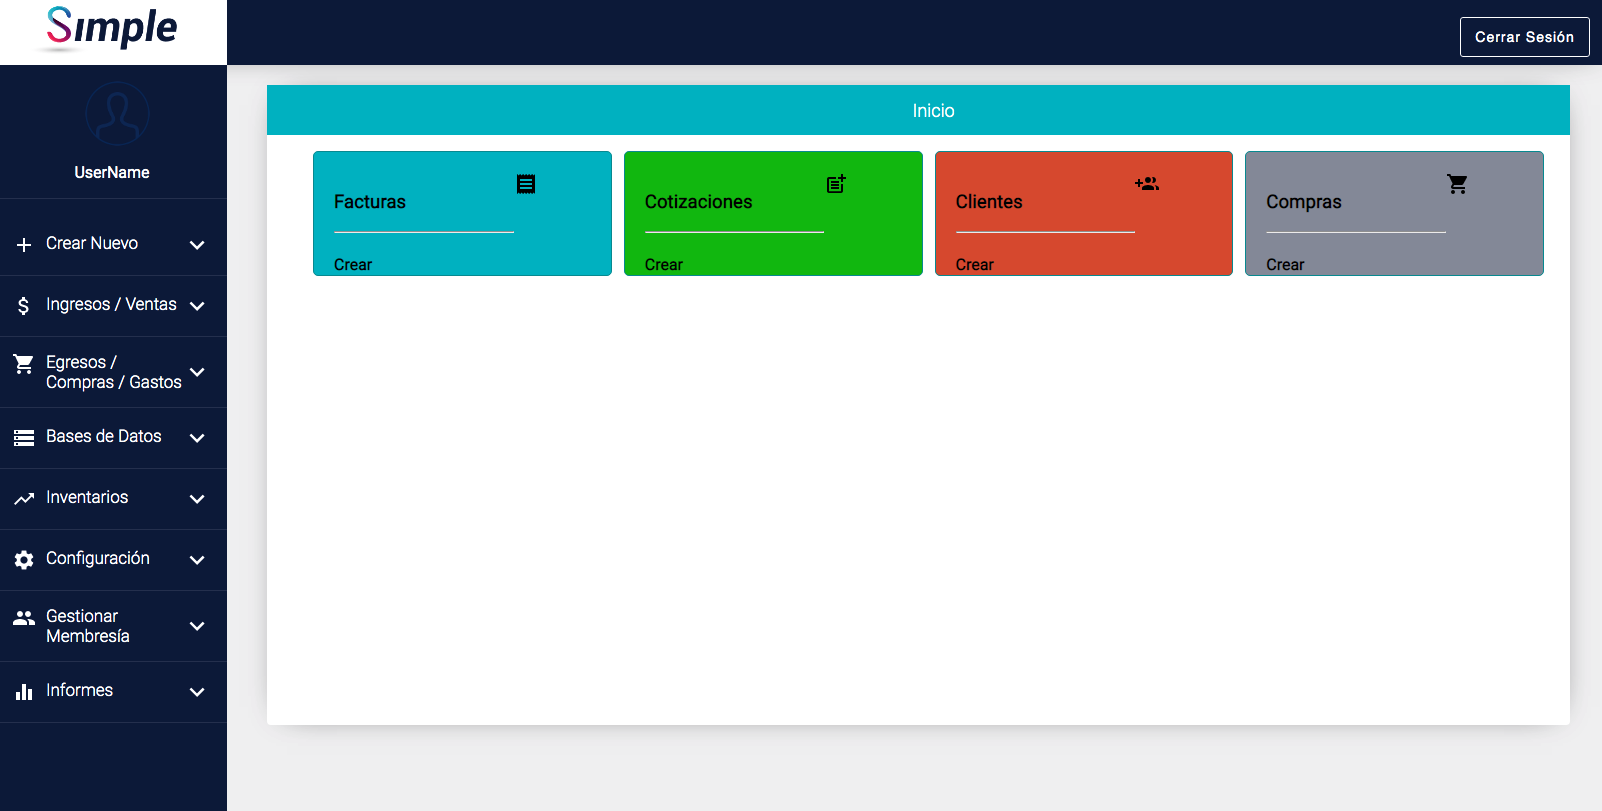 Simple
Cerrar Sesión
UserName
Crear Nuevo
Ingresos / Ventas
Egresos /
Compras / Gastos
Bases de Datos
Inventarios
Configuración
Gestionar
Membresía
Informes
Inicio
Facturas
Crear
Cotizaciones
Crear
Clientes
Crear
Compras
Crear